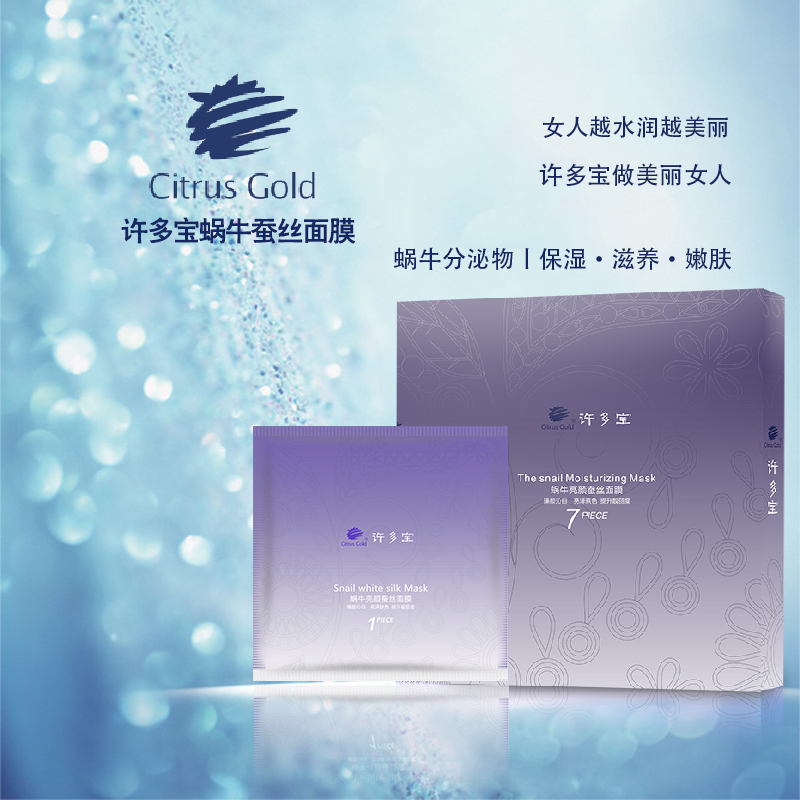 Citrus Gold
许多宝蜗牛蚕丝面膜
女人越水润越美丽
许多宝做美丽女人
蜗牛分泌物丨保湿·滋养·嫩肤
Citrus Gold 许多宝
The snail Moisturizing Mask
蜗牛亮颜蚕丝面膜
7 PIECE
Citrus Gold
许多宝
Citrus Gold 许多宝
Snail white silk Mask
蜗牛亮颜蚕丝面膜
1 PIECE